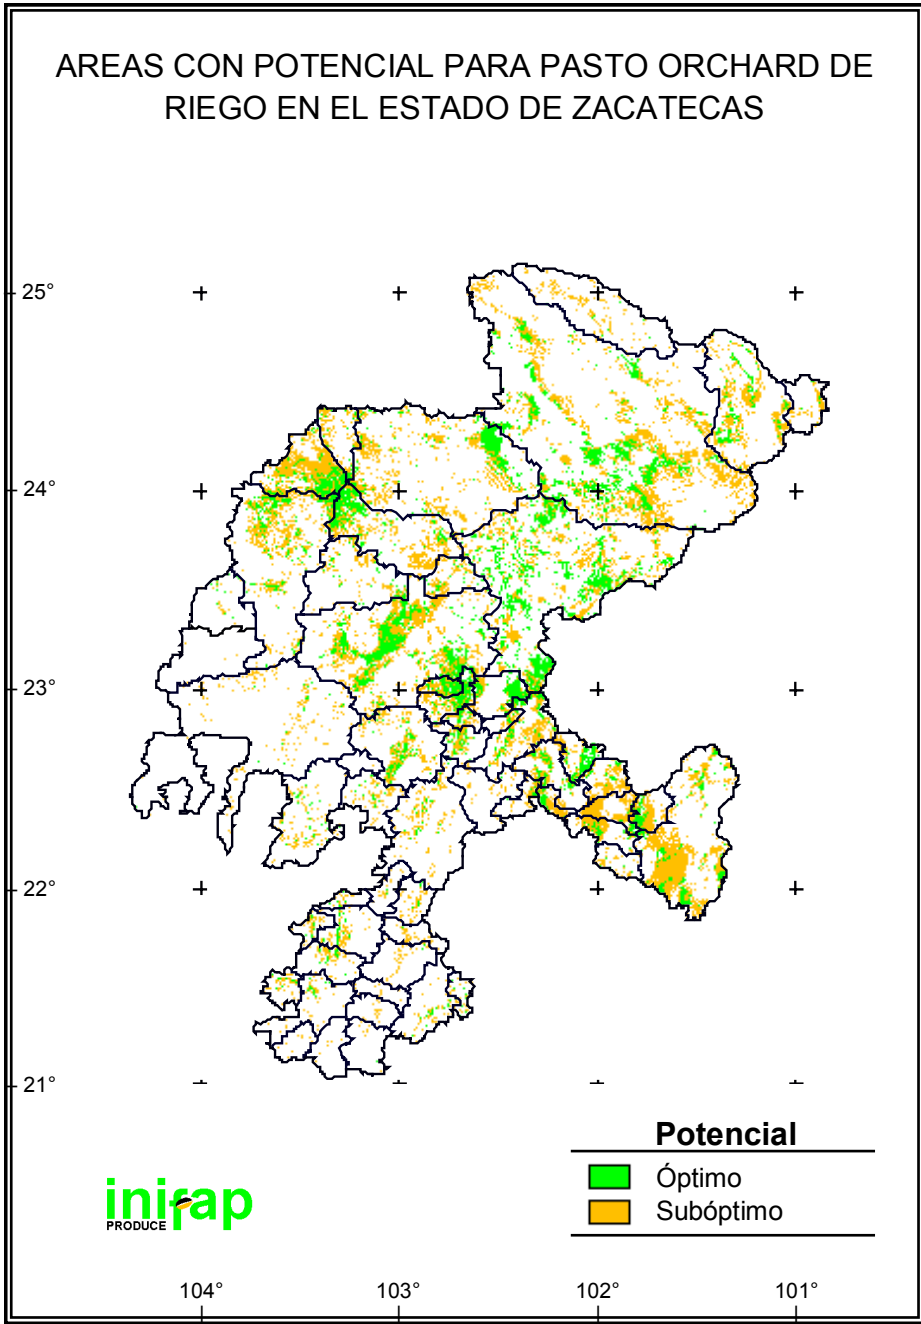 AREAS CON POTENCIAL PARA PASTO ORCHARD DE
RIEGO EN EL ESTADO DE ZACATECAS
25°
24°
23°
22°
21°
Potencial
Óptimo
Subóptimo
inifap
PRODUCE
104°
103°
102°
101°